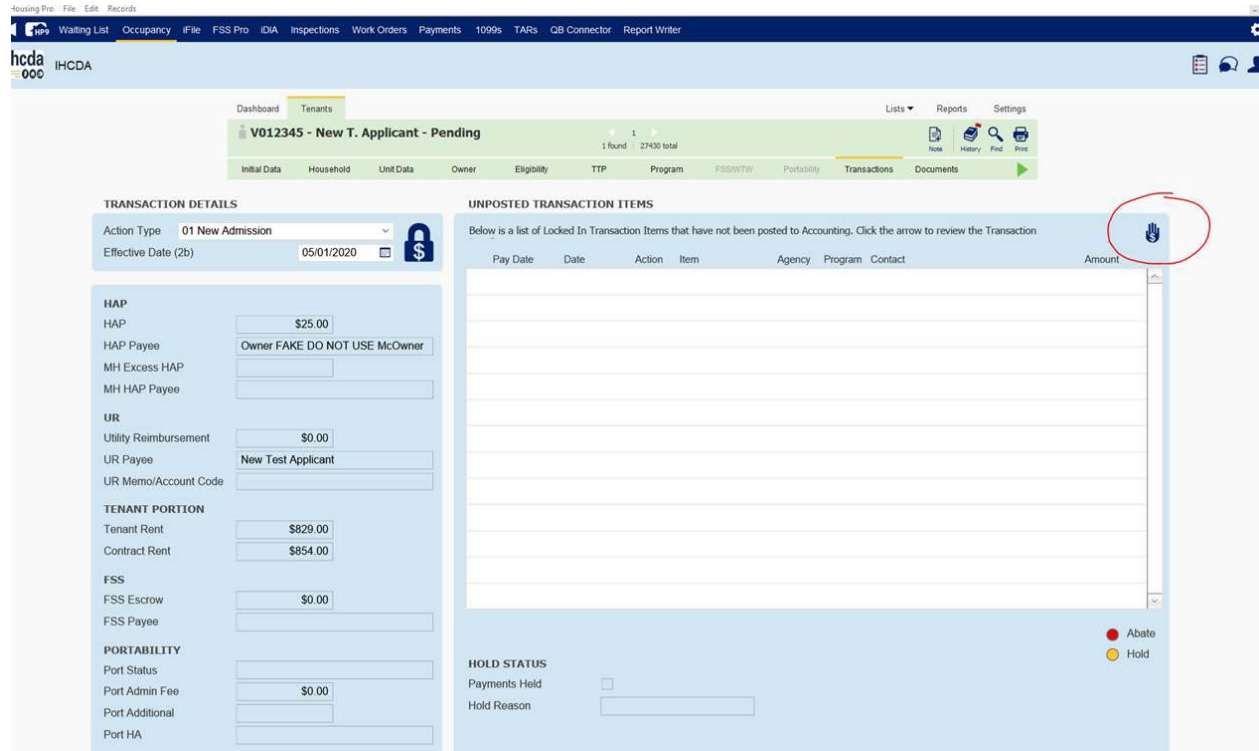 Housing Pro File Edit Records
HP9 Waiting List Occupancy iFile FSS Pro iDIA Inspections Work Orders Payments 1099s TARs QB Connector Report Writer
ihcda
IHCDA
Dashboard Tenants Lists Reports Settings
V012345 - New T. Applicant - Pending
1
1 found 27430 total
Note History Find Print
Initial Data Household Unit Data Owner Eligibility TTP Program FSS/WTW Portability Transactions Documents
TRANSACTION DETAILS
Action Type 01 New Admission
Effective Date (2b) 05/01/2020
$
HAP
HAP $25.00
HAP Payee Owner FAKE DO NOT USE McOwner
MH Excess HAP
MH HAP Payee
UR
Utility Reimbursement $0.00
UR Payee New Test Applicant
UR Memo/Account Code
TENANT PORTION
Tenant Rent $829.00
Contract Rent $854.00
FSS
FSS Escrow $0.00
FSS Payee
PORTABILITY
Port Status
Port Admin Fee $0.00
Port Additional
Port HA
UNPOSTED TRANSACTION ITEMS
Below is a list of Locked In Transaction Items that have not been posted to Accounting. Click the arrow to review the Transaction
$
Pay Date Date Action Item Agency Program Contact Amount
Abate
Hold
HOLD STATUS
Payments Held
Hold Reason